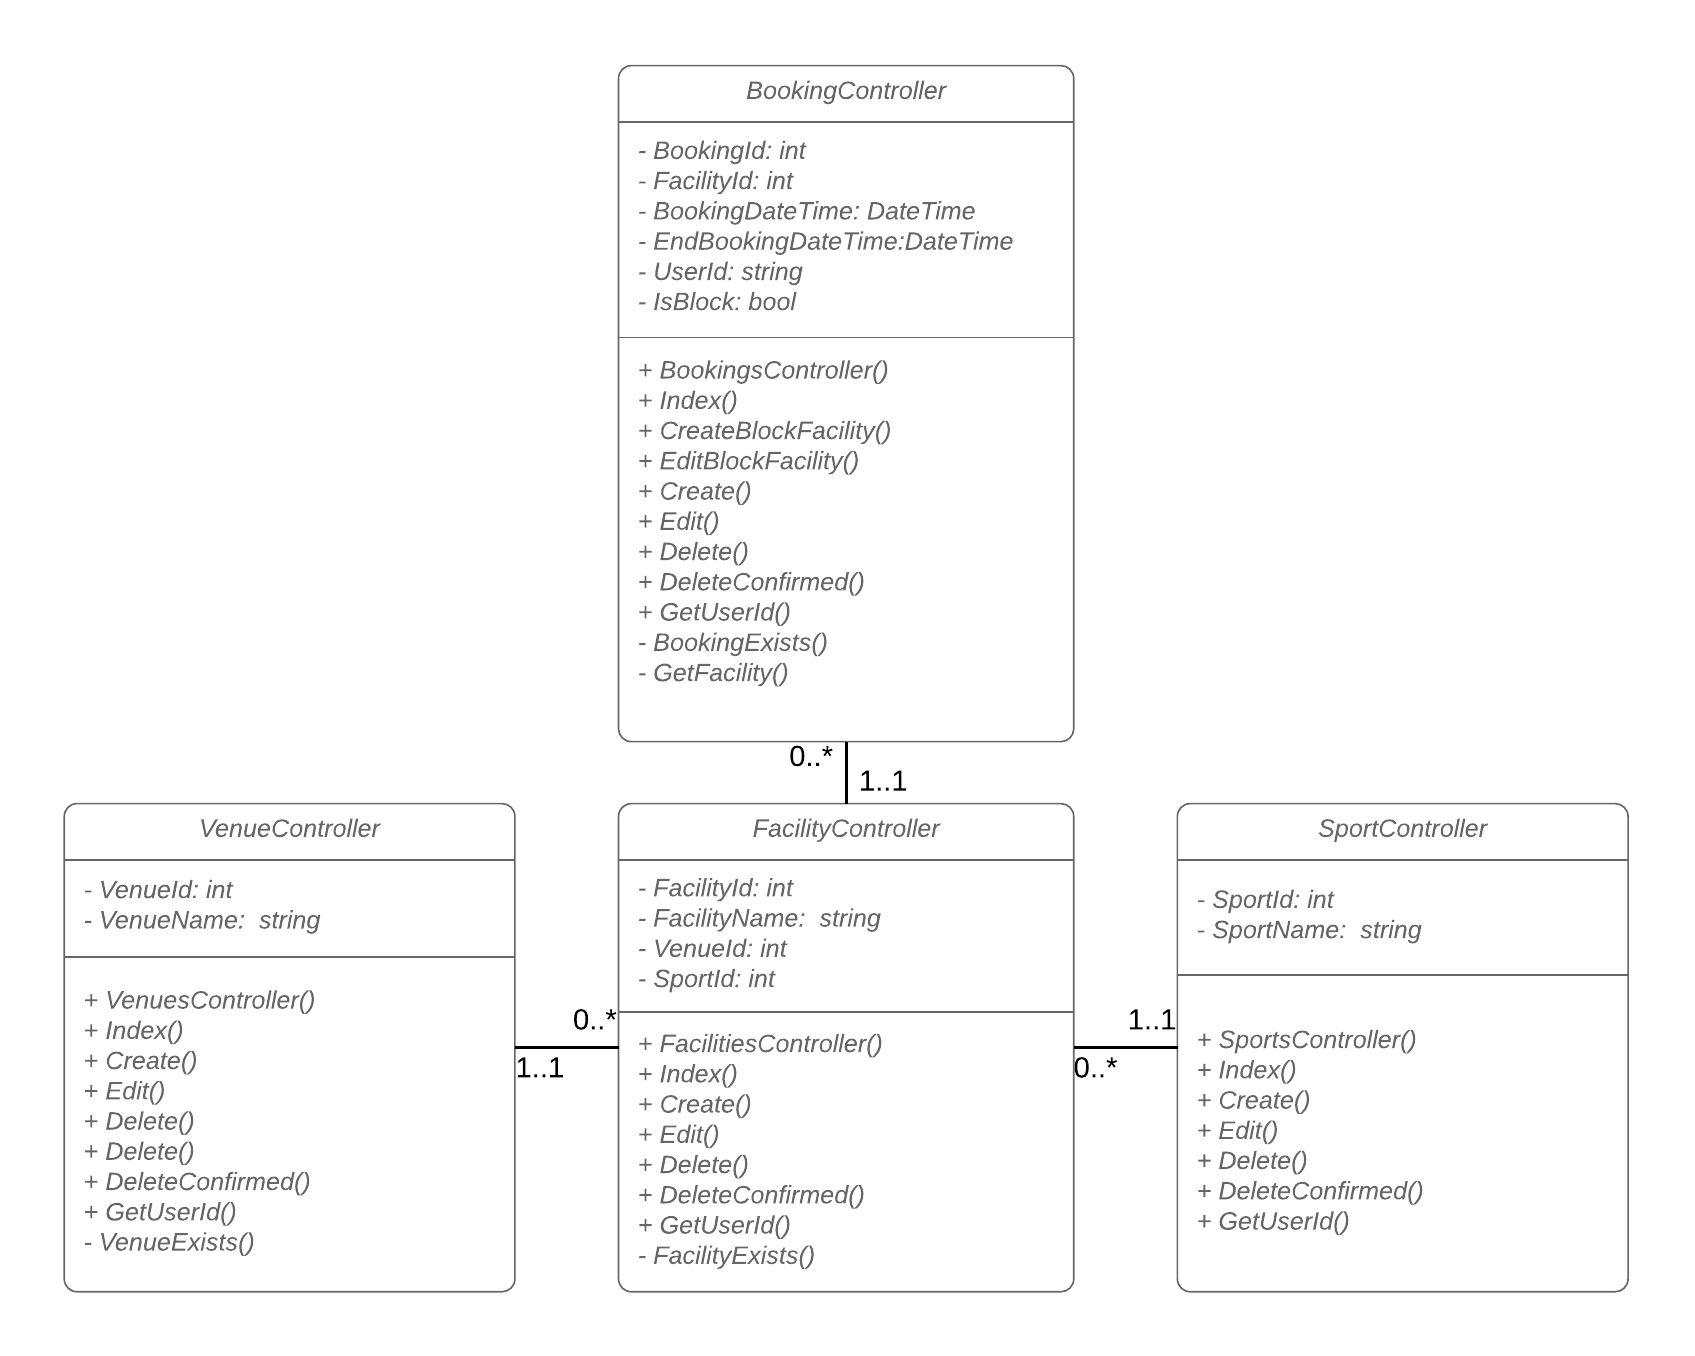 BookingController
- BookingId: int
- FacilityId: int
- BookingDateTime: DateTime
- EndBookingDateTime:DateTime
- UserId: string
- IsBlock: bool
+ BookingsController()
+ Index()
+ CreateBlockFacility()
+ EditBlockFacility()
+ Create()
+ Edit()
+ Delete()
+ DeleteConfirmed()
+ GetUserId()
- BookingExists()
- GetFacility()
0..*
1..1
VenueController
- VenueId: int
- VenueName:  string
+ VenuesController()
+ Index()
+ Create()
+ Edit()
+ Delete()
+ Delete()
+ DeleteConfirmed()
+ GetUserId()
- VenueExists()
0..*
1..1
FacilityController
- FacilityId: int
- FacilityName:  string
- VenueId: int
- SportId: int
+ FacilitiesController()
+ Index()
+ Create()
+ Edit()
+ Delete()
+ DeleteConfirmed()
+ GetUserId()
- FacilityExists()
1..1
0..*
SportController
- SportId: int
- SportName:  string
+ SportsController()
+ Index()
+ Create()
+ Edit()
+ Delete()
+ DeleteConfirmed()
+ GetUserId()